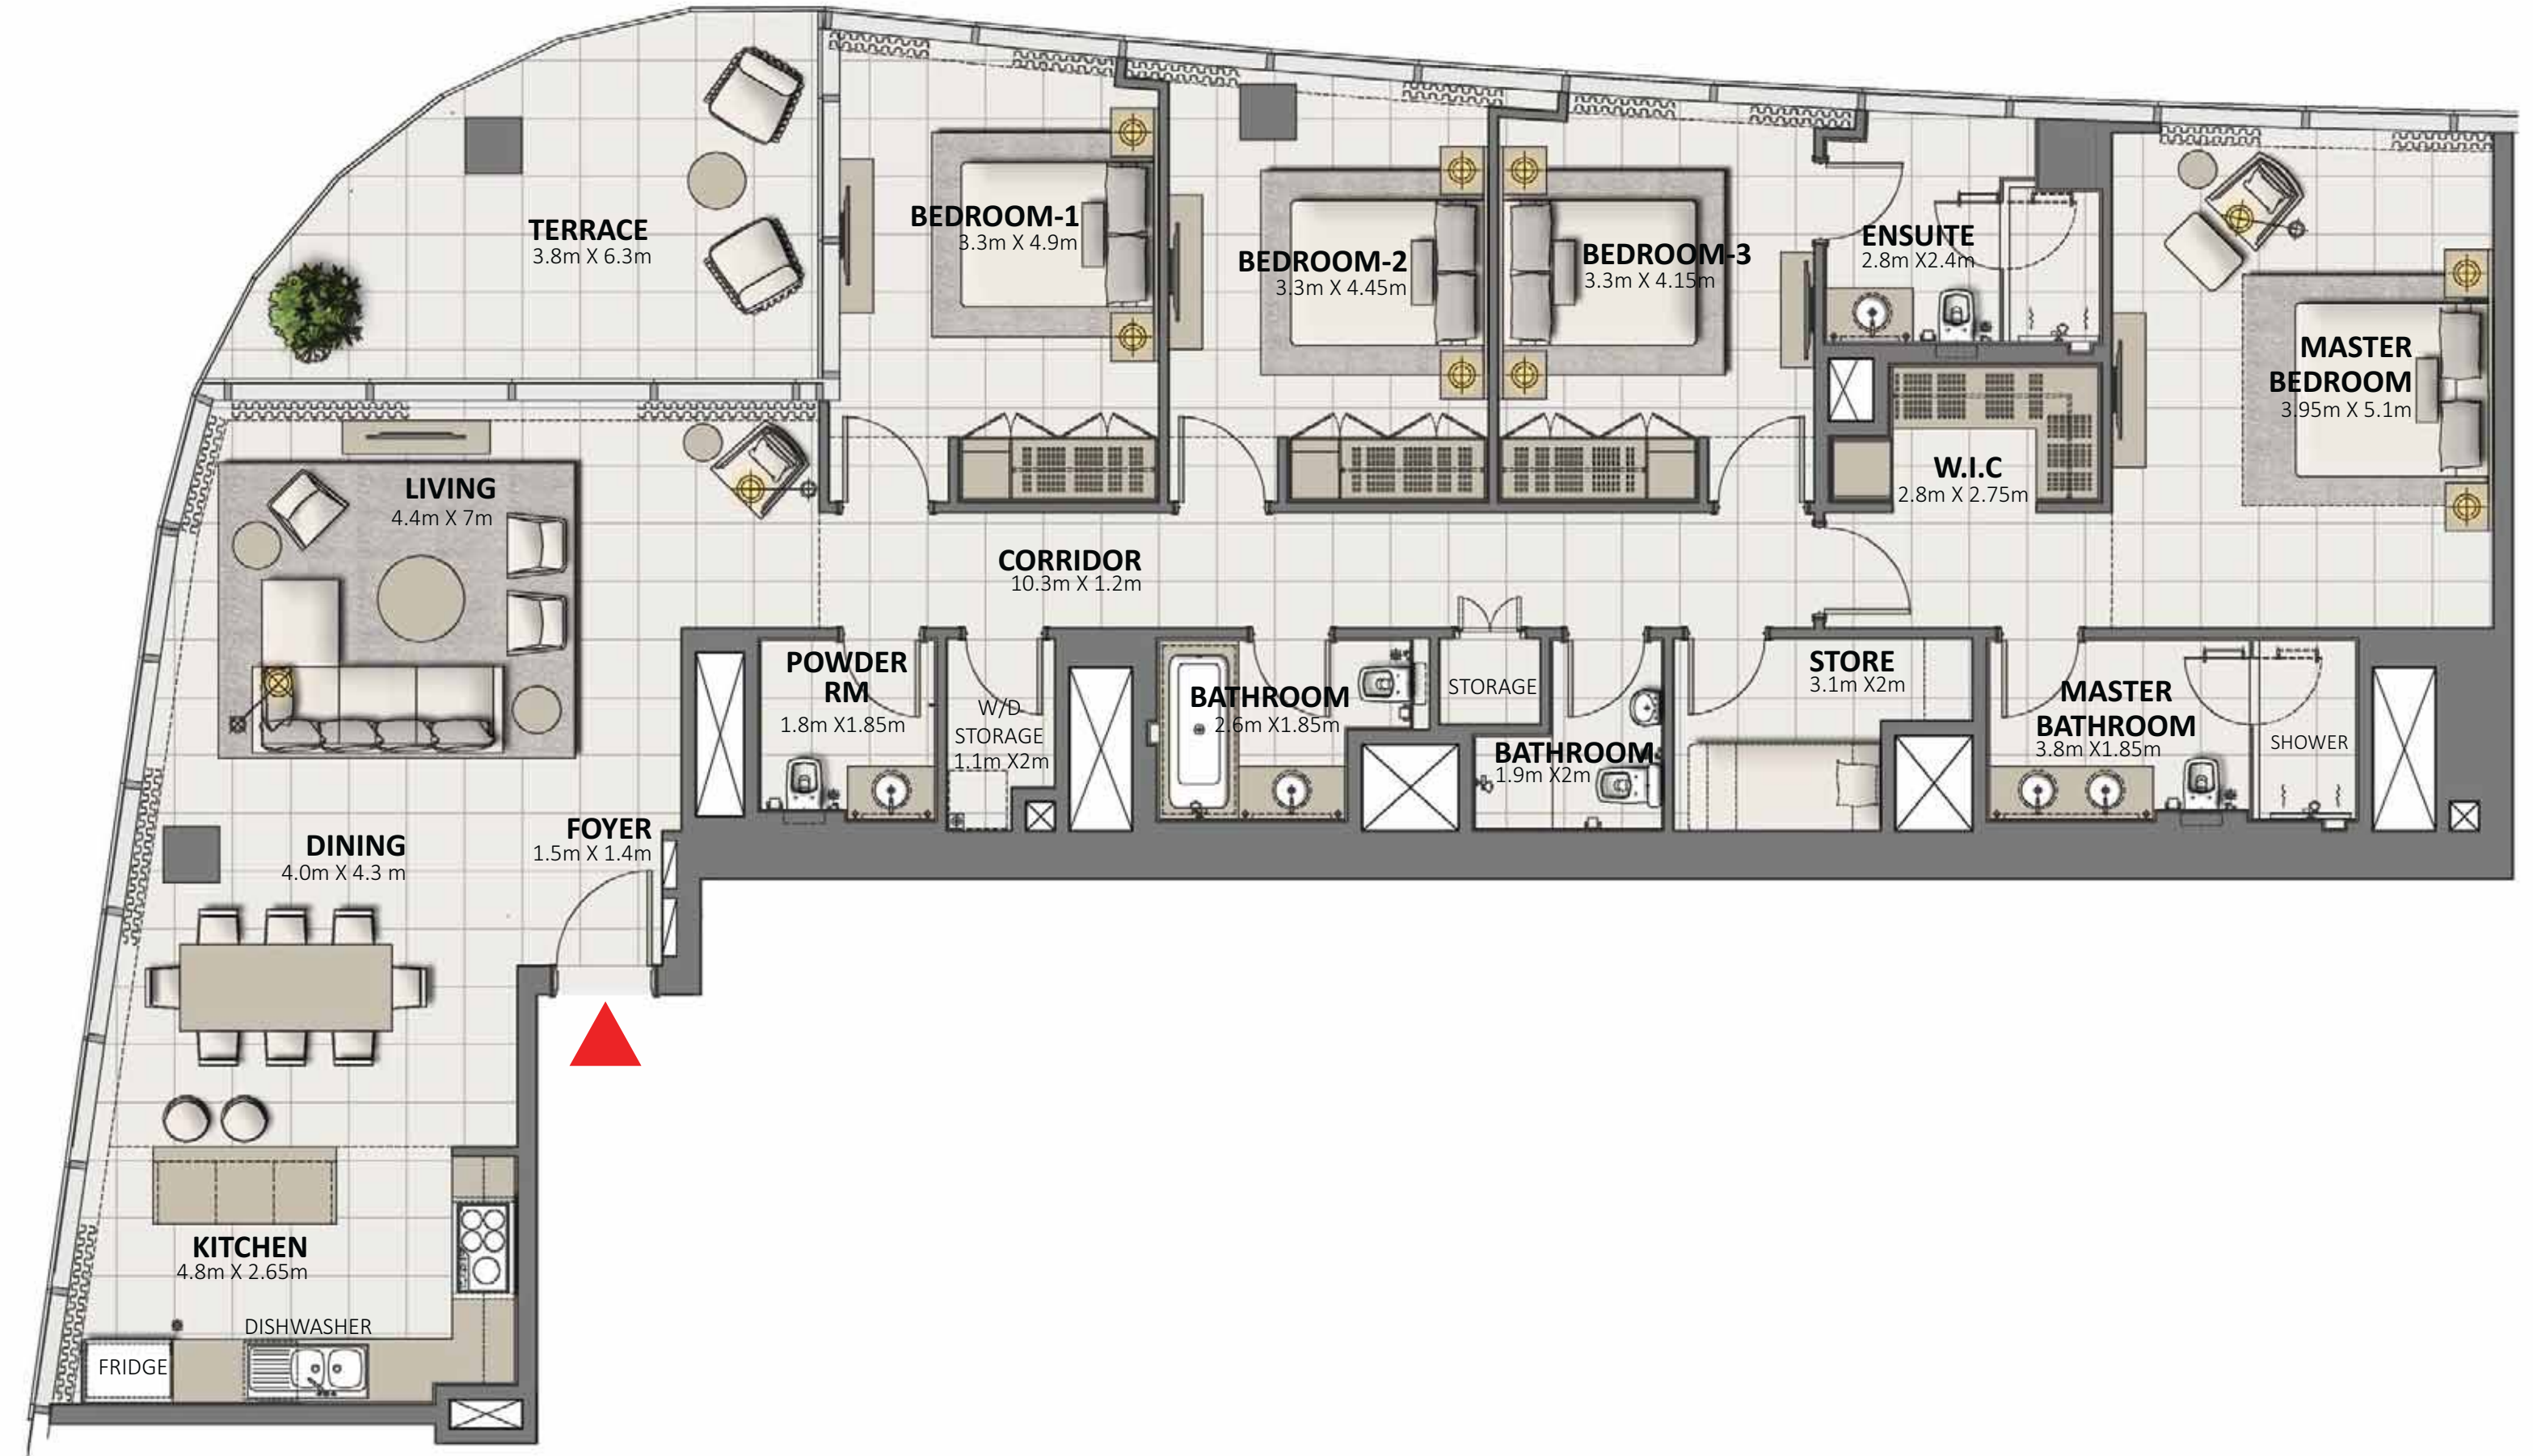 TERRACE
3.8m X 6.3m
BEDROOM-1
3.3m X 4.9m
BEDROOM-2
3.3m X 4.45m
BEDROOM-3
3.3m X 4.15m
ENSUITE
2.8m X2.4m
MASTER
BEDROOM
3.95m X 5.1m
LIVING
4.4m X 7m
W.I.C
2.8m X 2.75m
CORRIDOR
10.3m X 1.2m
POWDER
RM
1.8m X1.85m
W/D
STORAGE
1.1m X2m
BATHROOM
2.6m X1.85m
STORAGE
BATHROOM
1.9m X2m
STORE
3.1m X2m
MASTER
BATHROOM
3.8m X1.85m
SHOWER
FOYER
1.5m X 1.4m
DINING
4.0m X 4.3 m
KITCHEN
4.8m X 2.65m
DISHWASHER
FRIDGE